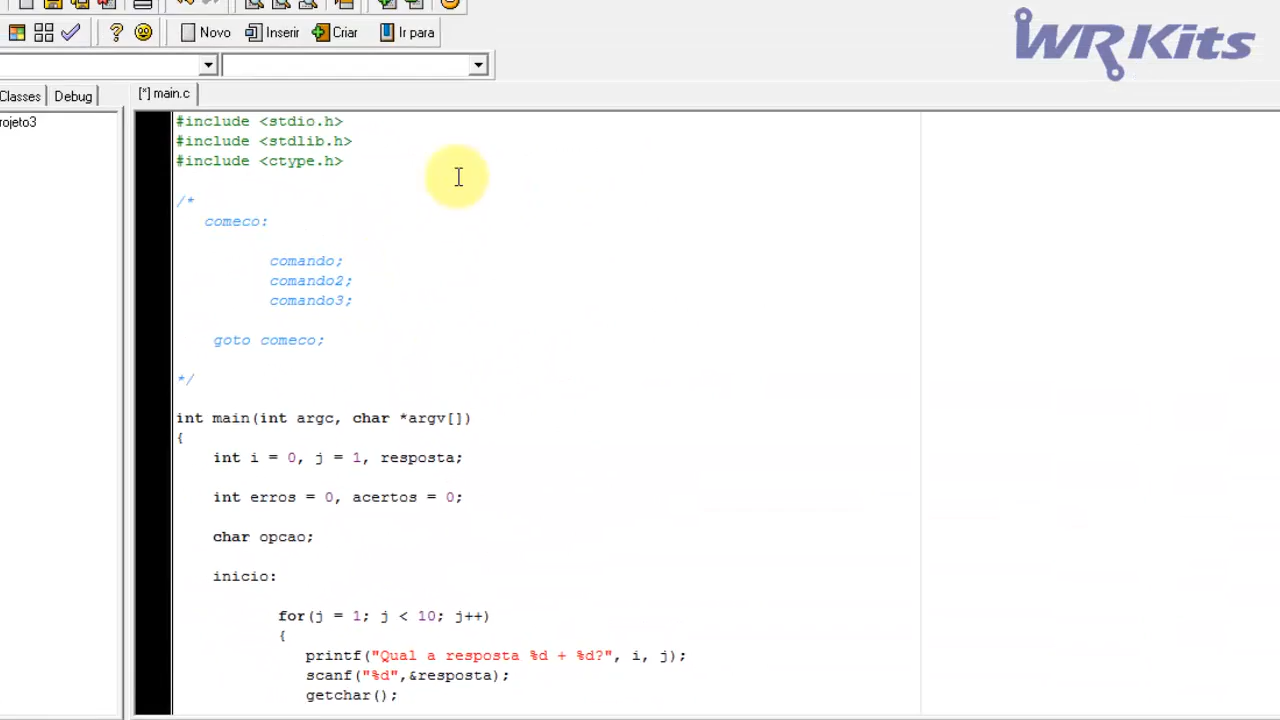 WR Kits
Novo Inserir Criar Ir para
Classes Debug [*] main.c
rojeto3
#include <stdio.h>
#include <stdlib.h>
#include <ctype.h>
/*
comeco:
comando;
comando2;
comando3;
goto comeco;
*/
int main(int argc, char *argv[])
{
int i = 0, j = 1, resposta;
int erros = 0, acertos = 0;
char opcao;
inicio:
for(j = 1; j < 10; j++)
{
printf("Qual a resposta %d + %d?", i, j);
scanf("%d",&resposta);
getchar();